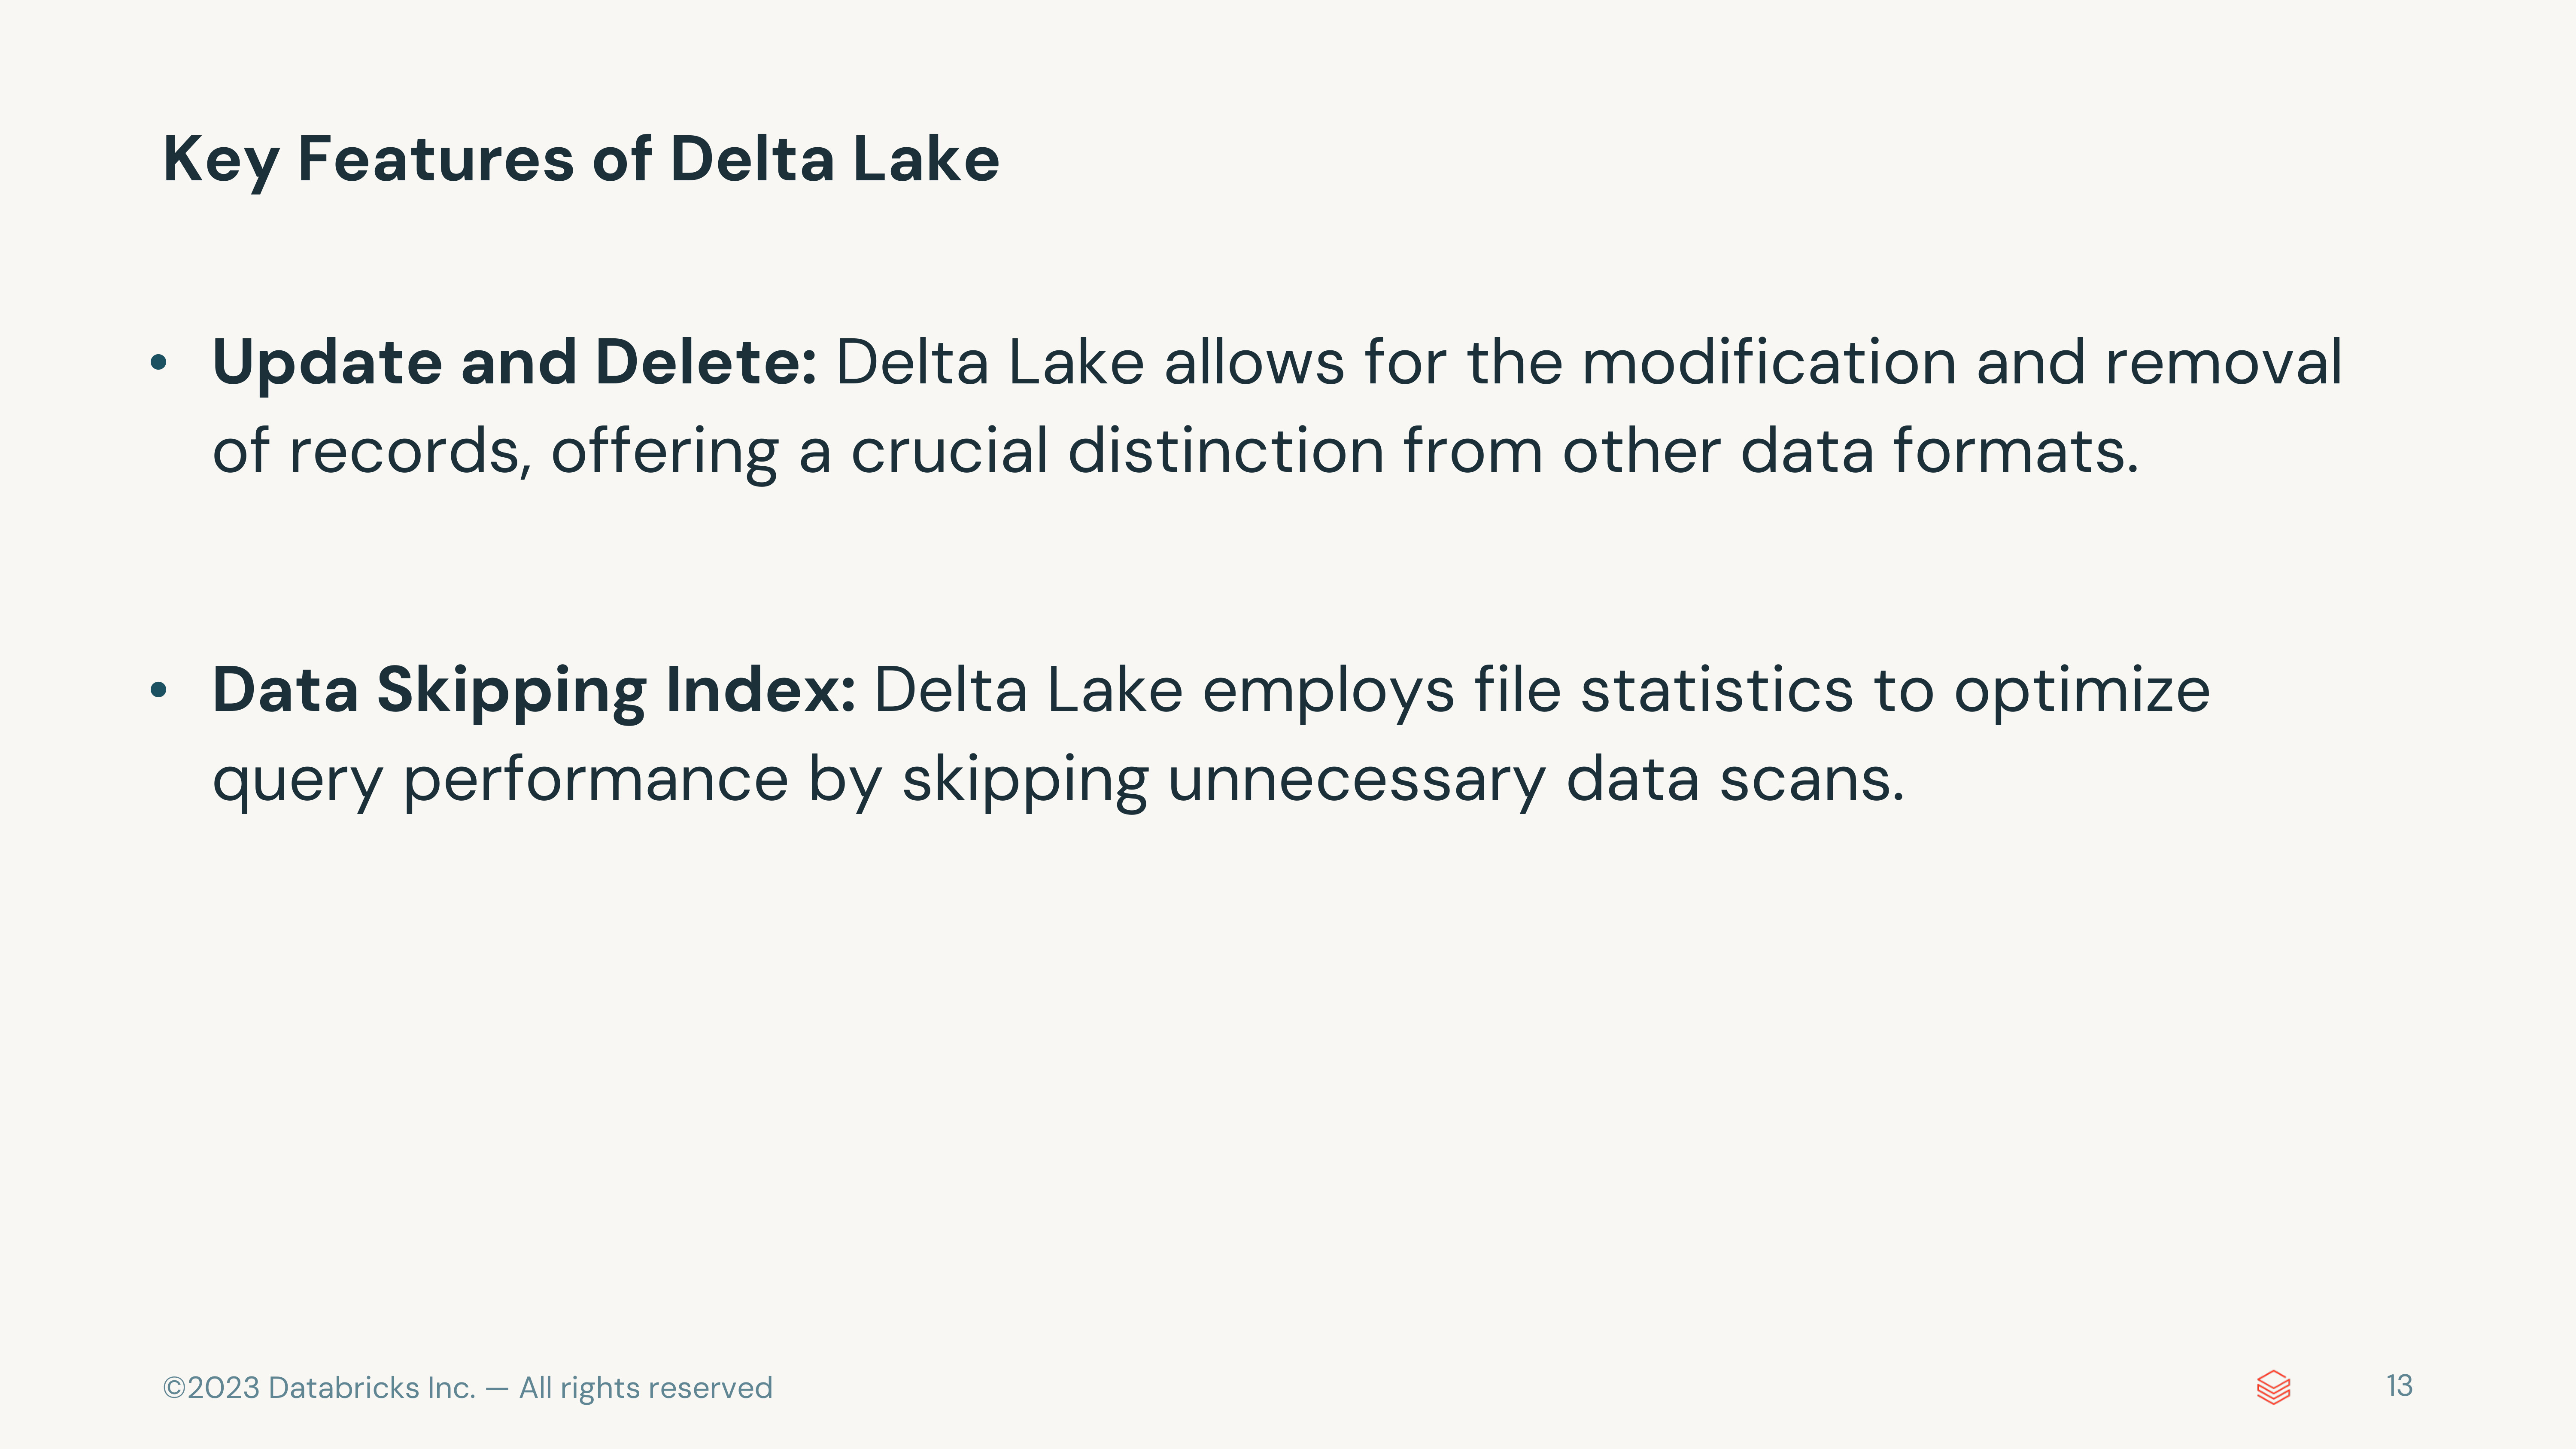 Key Features of Delta Lake
• Update and Delete: Delta Lake allows for the modification and removal
of records, offering a crucial distinction from other data formats.
• Data Skipping Index: Delta Lake employs file statistics to optimize
query performance by skipping unnecessary data scans.
©2023 Databricks Inc. — All rights reserved
13